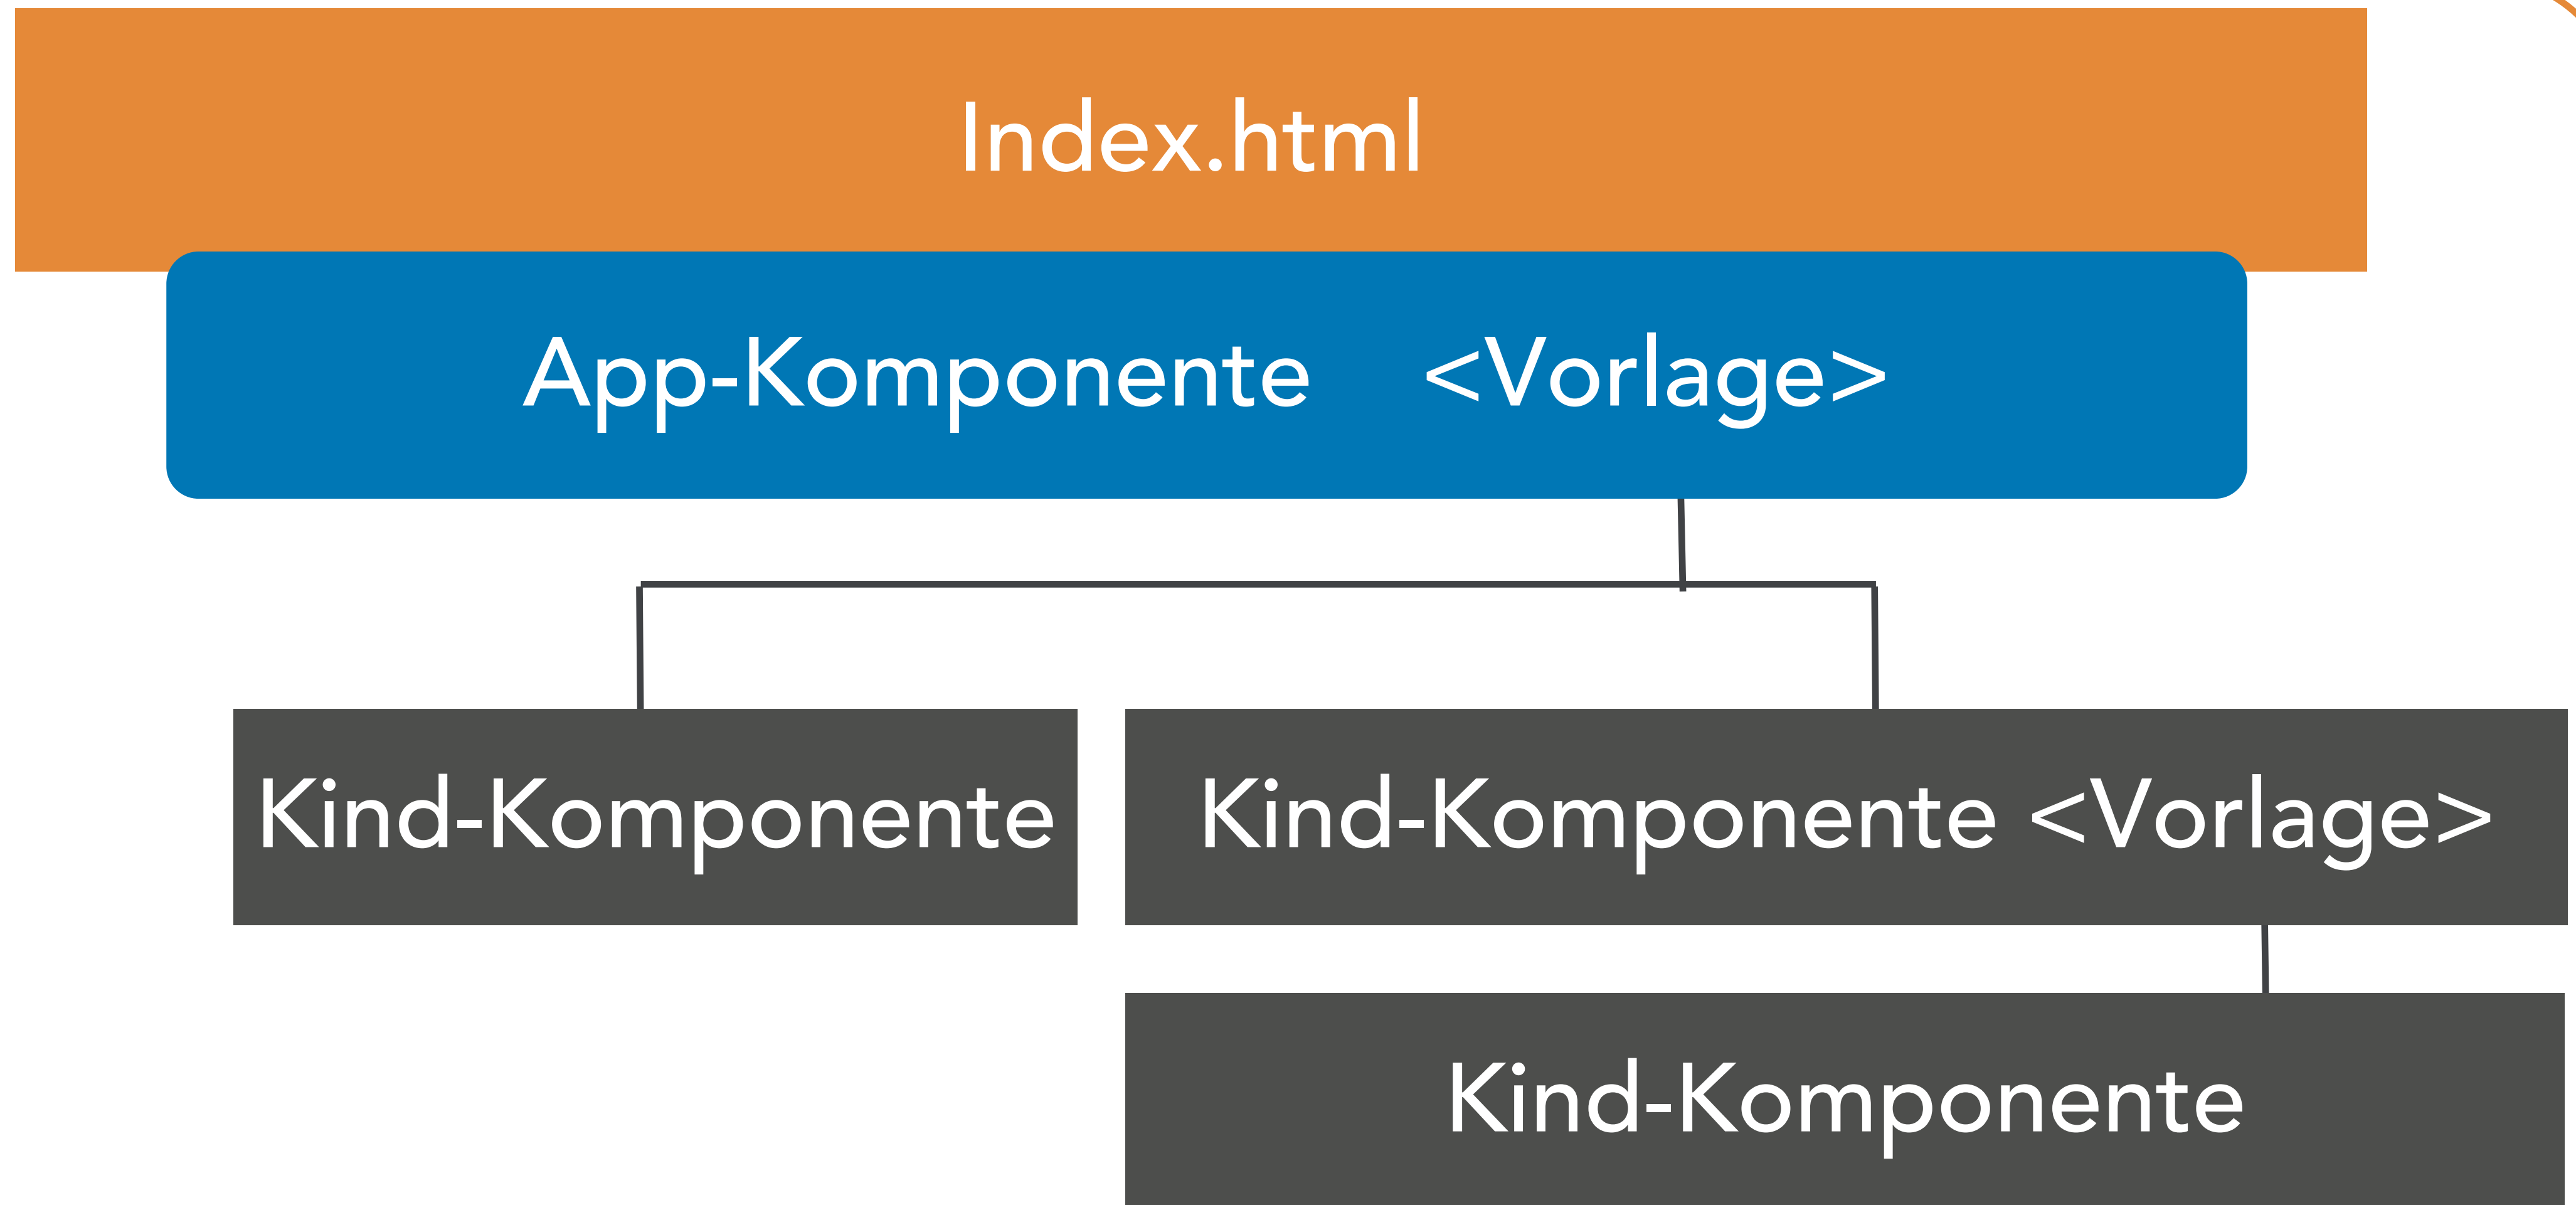 Index.html
App-Komponente <Vorlage>
Kind-Komponente
Kind-Komponente <Vorlage>
Kind-Komponente